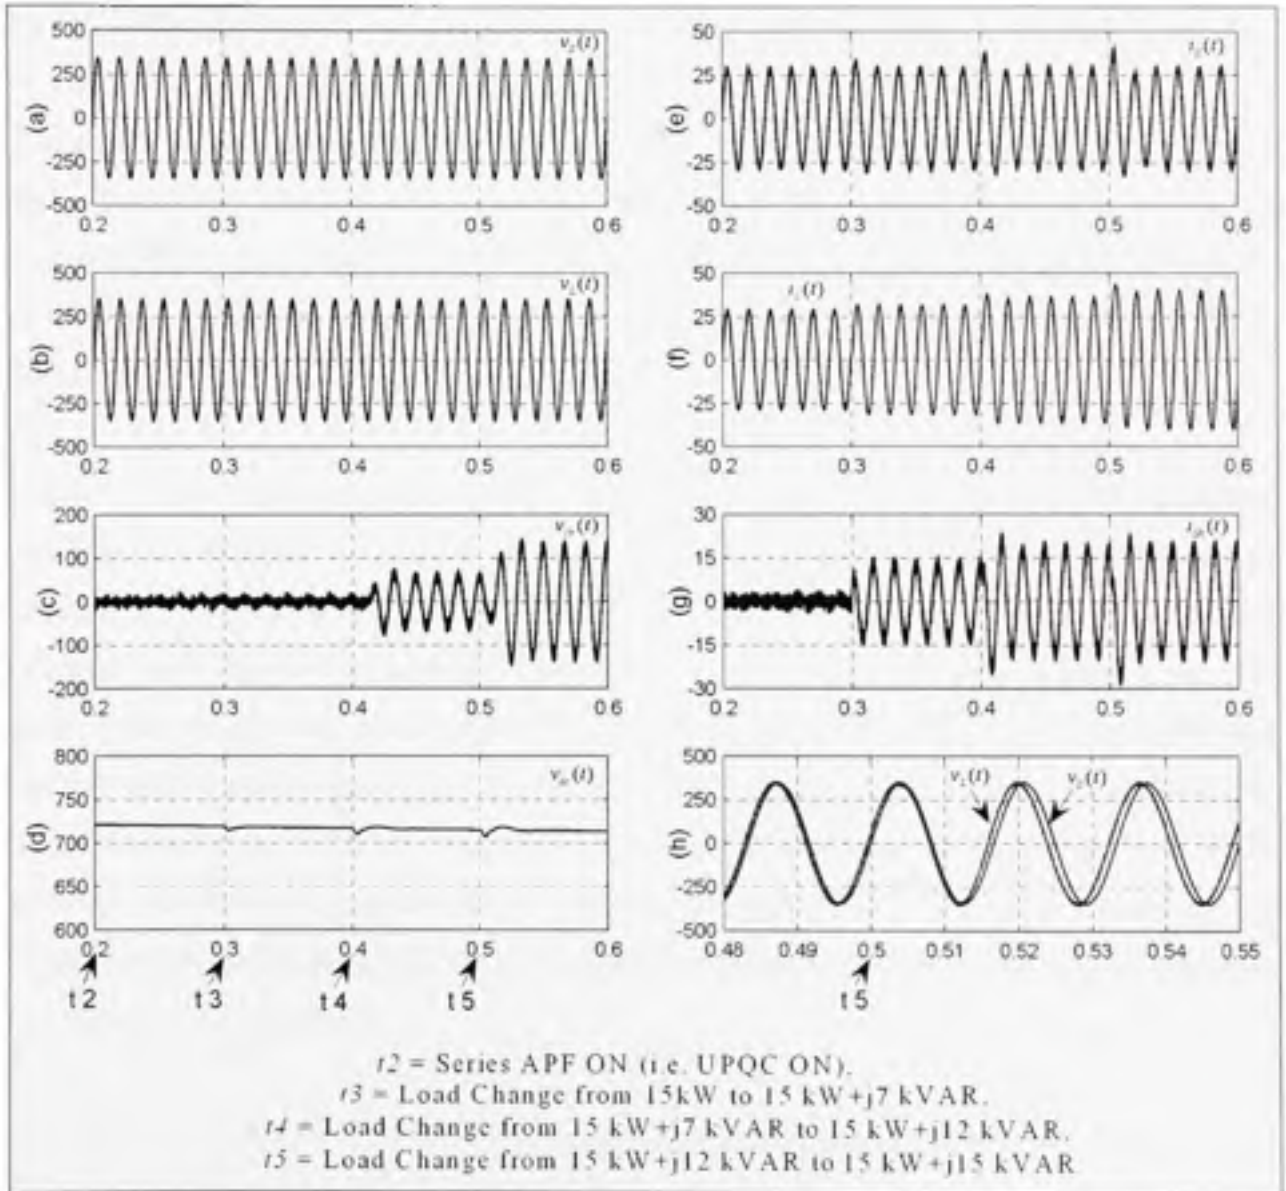 500
250
0
-250
-500
(a)
v_S(t)
0.2 0.3 0.4 0.5 0.6
50
25
0
-25
-50
(e)
i_S(t)
0.2 0.3 0.4 0.5 0.6
500
250
0
-250
-500
(b)
v_L(t)
0.2 0.3 0.4 0.5 0.6
50
25
0
-25
-50
(f)
i_L(t)
0.2 0.3 0.4 0.5 0.6
200
100
0
-100
-200
(c)
0.2 0.3 0.4 0.5 0.6
30
15
0
-15
-30
(g)
0.2 0.3 0.4 0.5 0.6
800
750
700
650
600
(d)
v_dc(t)
0.2 0.3 0.4 0.5 0.6
t2 t3 t4 t5
500
250
0
-250
-500
(h)
v_L(t) v_S(t)
0.48 0.49 0.5 0.51 0.52 0.53 0.54 0.55
t5
t2 = Series APF ON (i.e. UPQC ON).
t3 = Load Change from 15kW to 15 kW+j7 kVAR.
t4 = Load Change from 15 kW+j7 kVAR to 15 kW+j12 kVAR.
t5 = Load Change from 15 kW+j12 kVAR to 15 kW+j15 kVAR